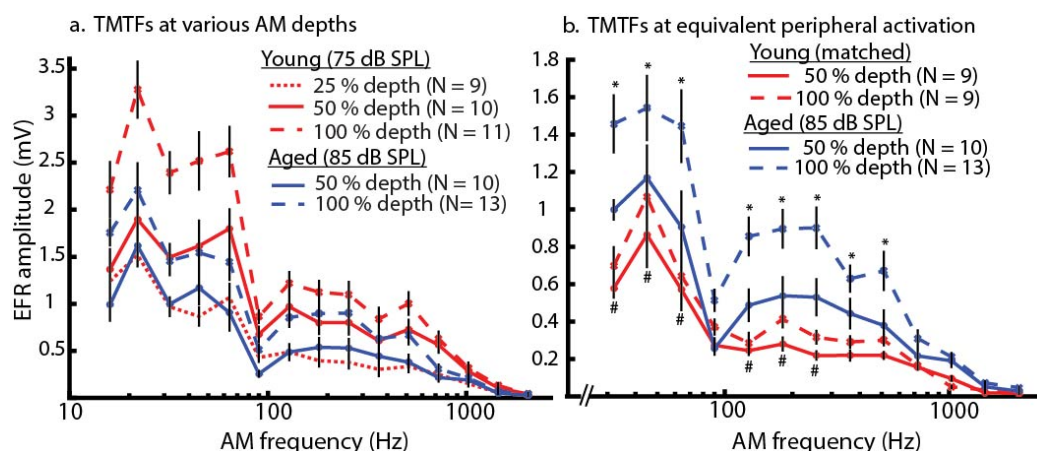 a. TMTFs at various AM depths
Young (75 dB SPL)
25 % depth (N = 9)
50 % depth (N = 10)
100 % depth (N = 11)
Aged (85 dB SPL)
50 % depth (N = 10)
100 % depth (N= 13)
EFR amplitude (mV)
3.5
3
2.5
2
1.5
1
0.5
10
100
1000
AM frequency (Hz)
b. TMTFs at equivalent peripheral activation
Young (matched)
50 % depth (N = 9)
100 % depth (N = 9)
Aged (85 dB SPL)
50 % depth (N = 10)
100 % depth (N = 13)
1.8
1.6
1.4
1.2
1
0.8
0.6
0.4
0.2
* * * * * * * *
# # # # # #
100
1000
AM frequency (Hz)